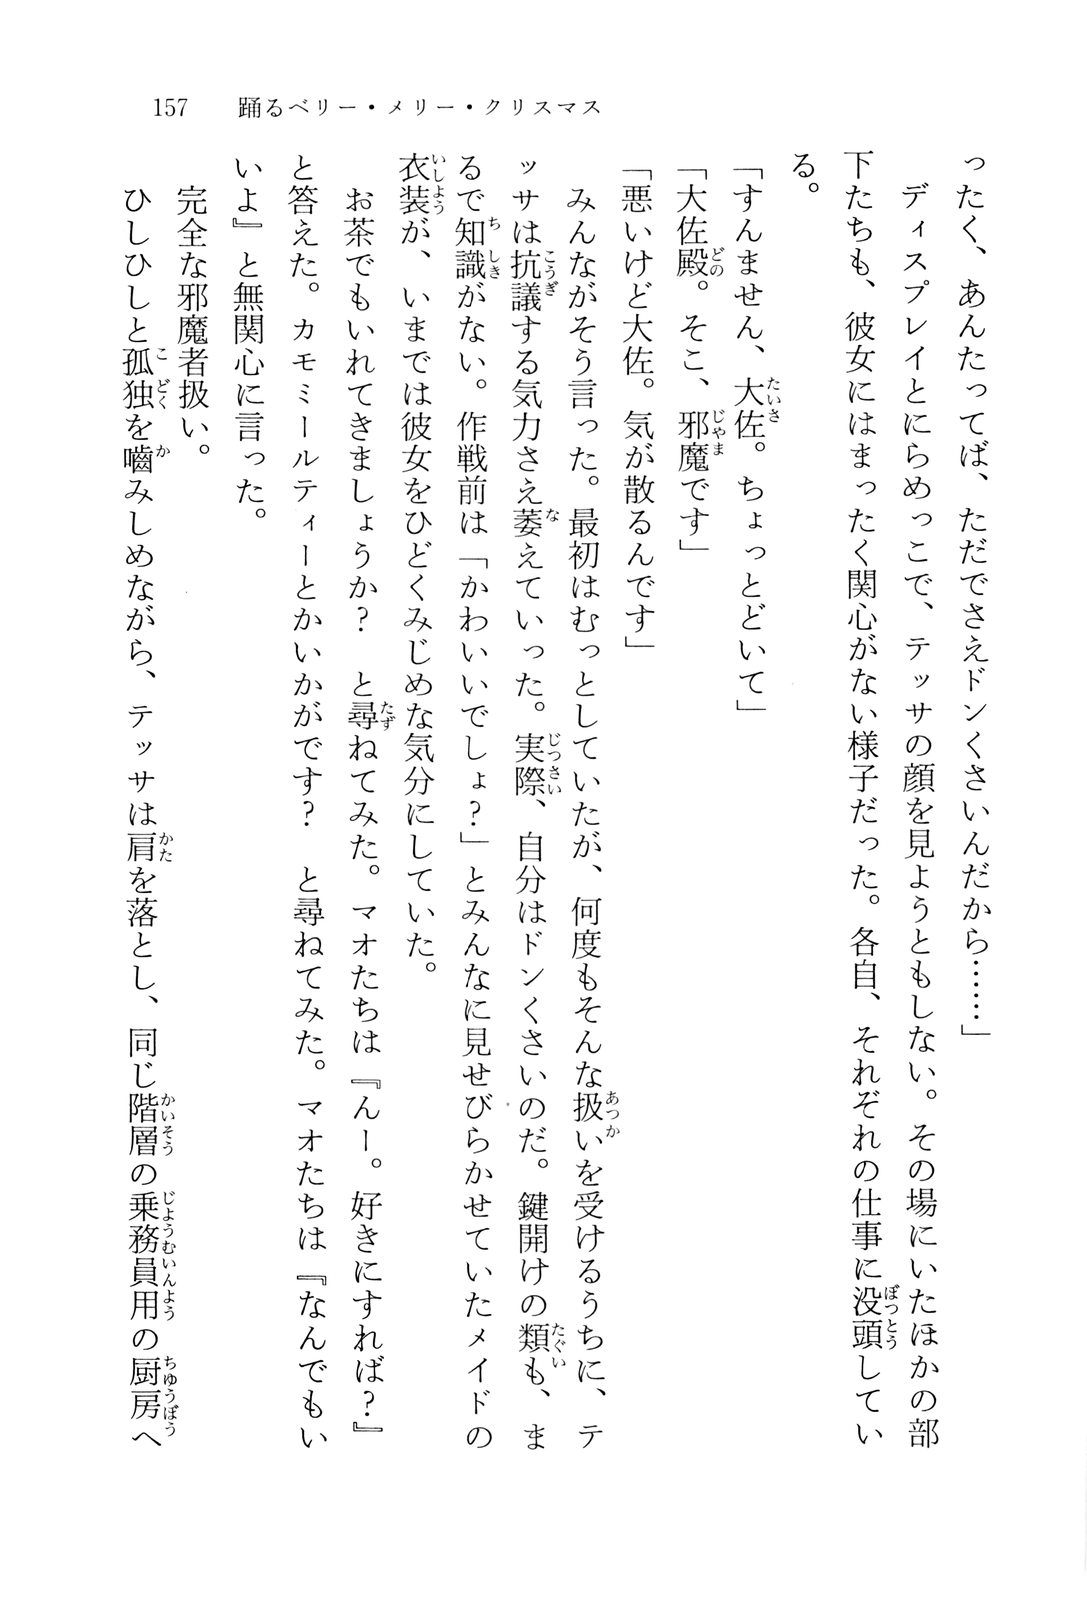 157　踊るベリー・メリー・クリスマス
ったく、あんたってば、ただでさえドンくさいんだから……」
　ディスプレイとにらめっこで、テッサの顔を見ようともしない。その場にいたほかの部
下たちも、彼女にはまったく関心がない様子だった。各自、それぞれの仕事に没頭してい
る。
「すんません、大佐。ちょっとどいて」
「大佐殿。そこ、邪魔です」
「悪いけど大佐。気が散るんです」
　みんながそう言った。最初はむっとしていたが、何度もそんな扱いを受けるうちに、テ
ッサは抗議する気力さえ萎えていった。実際、自分はドンくさいのだ。鍵開けの類も、ま
るで知識がない。作戦前は「かわいいでしょ？」とみんなに見せびらかせていたメイドの
衣装が、いまでは彼女をひどくみじめな気分にしていた。
　お茶でもいれてきましょうか？　と尋ねてみた。マオたちは『んー。好きにすれば？』
と答えた。カモミールティーとかいかがです？　と尋ねてみた。マオたちは『なんでもい
いよ』と無関心に言った。
　完全な邪魔者扱い。
　ひしひしと孤独を嚙みしめながら、テッサは肩を落とし、同じ階層の乗務員用の厨房へ